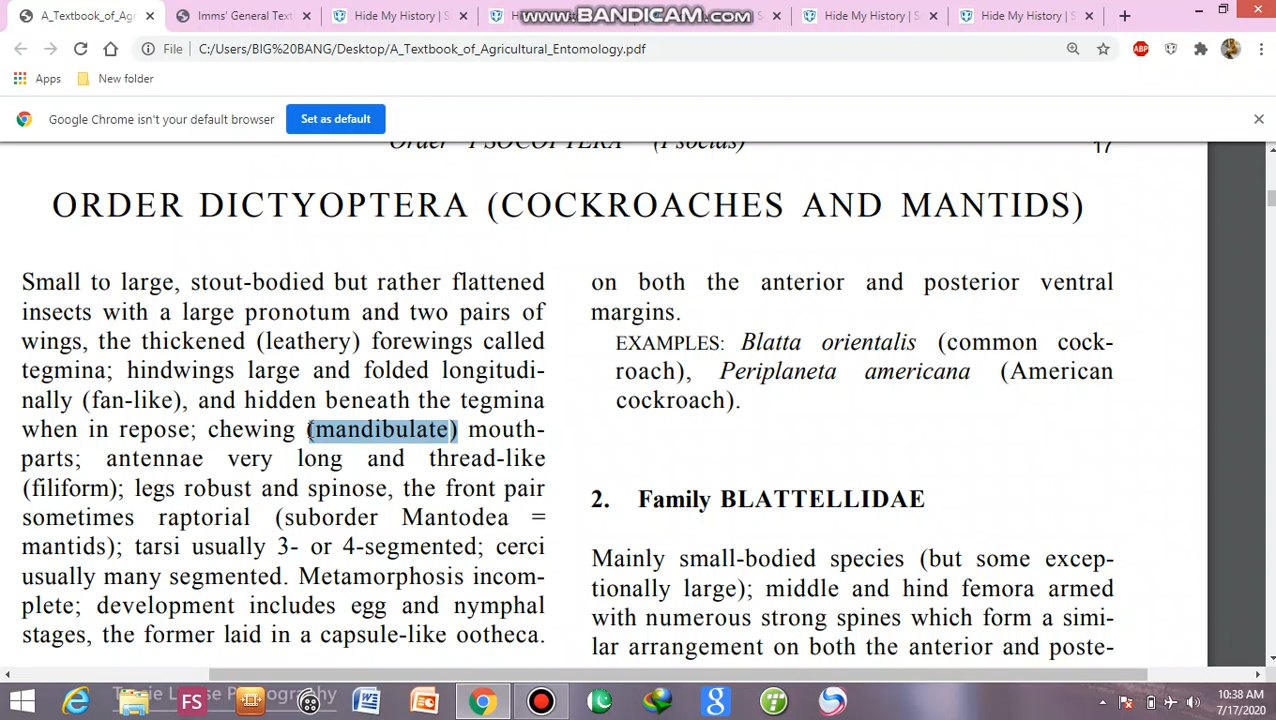 A_Textbook_of_Agr
Imms' General Text
Hide My History | S
H
www.BANDICAM.com
Hide My History | S
Hide My History | S
File
C:/Users/BIG%20BANG/Desktop/A_Textbook_of_Agricultural_Entomology.pdf
ABP
Apps
New folder
Google Chrome isn't your default browser
Set as default
Order PSOCOPTERA (Psocids)
17
ORDER DICTYOPTERA (COCKROACHES AND MANTIDS)
Small to large, stout-bodied but rather flattened
insects with a large pronotum and two pairs of
wings, the thickened (leathery) forewings called
tegmina; hindwings large and folded longitudi-
nally (fan-like), and hidden beneath the tegmina
when in repose; chewing (mandibulate) mouth-
parts; antennae very long and thread-like
(filiform); legs robust and spinose, the front pair
sometimes raptorial (suborder Mantodea =
mantids); tarsi usually 3- or 4-segmented; cerci
usually many segmented. Metamorphosis incom-
plete; development includes egg and nymphal
stages, the former laid in a capsule-like ootheca.
on both the anterior and posterior ventral
margins.
EXAMPLES: Blatta orientalis (common cock-
roach), Periplaneta americana (American
cockroach).
2. Family BLATTELLIDAE
Mainly small-bodied species (but some excep-
tionally large); middle and hind femora armed
with numerous strong spines which form a simi-
lar arrangement on both the anterior and poste-
FS
10:38 AM
7/17/2020